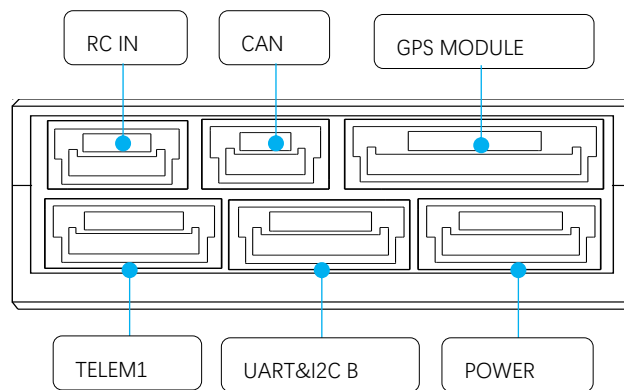 RC IN
CAN
GPS MODULE
TELEM1
UART&I2C B
POWER